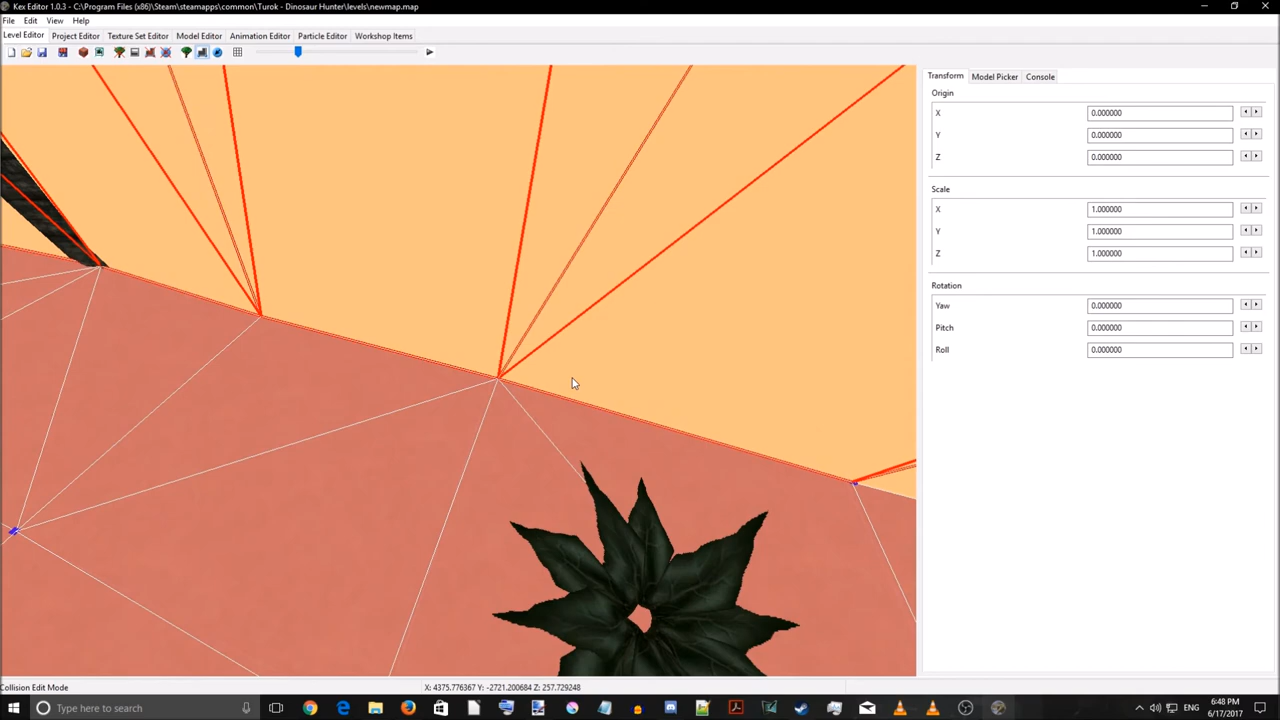 Kex Editor 1.0.3 - C:\Program Files (x86)\Steam\steamapps\common\Turok - Dinosaur Hunter\levels\newmap.map
File Edit View Help
Level Editor Project Editor Texture Set Editor Model Editor Animation Editor Particle Editor Workshop Items
Transform Model Picker Console
Origin
X 0.000000
Y 0.000000
Z 0.000000
Scale
X 1.000000
Y 1.000000
Z 1.000000
Rotation
Yaw 0.000000
Pitch 0.000000
Roll 0.000000
Collision Edit Mode X: 4375.776367 Y: -2721.200684 Z: 257.729248
Type here to search
ENG
6:48 PM
6/17/2017